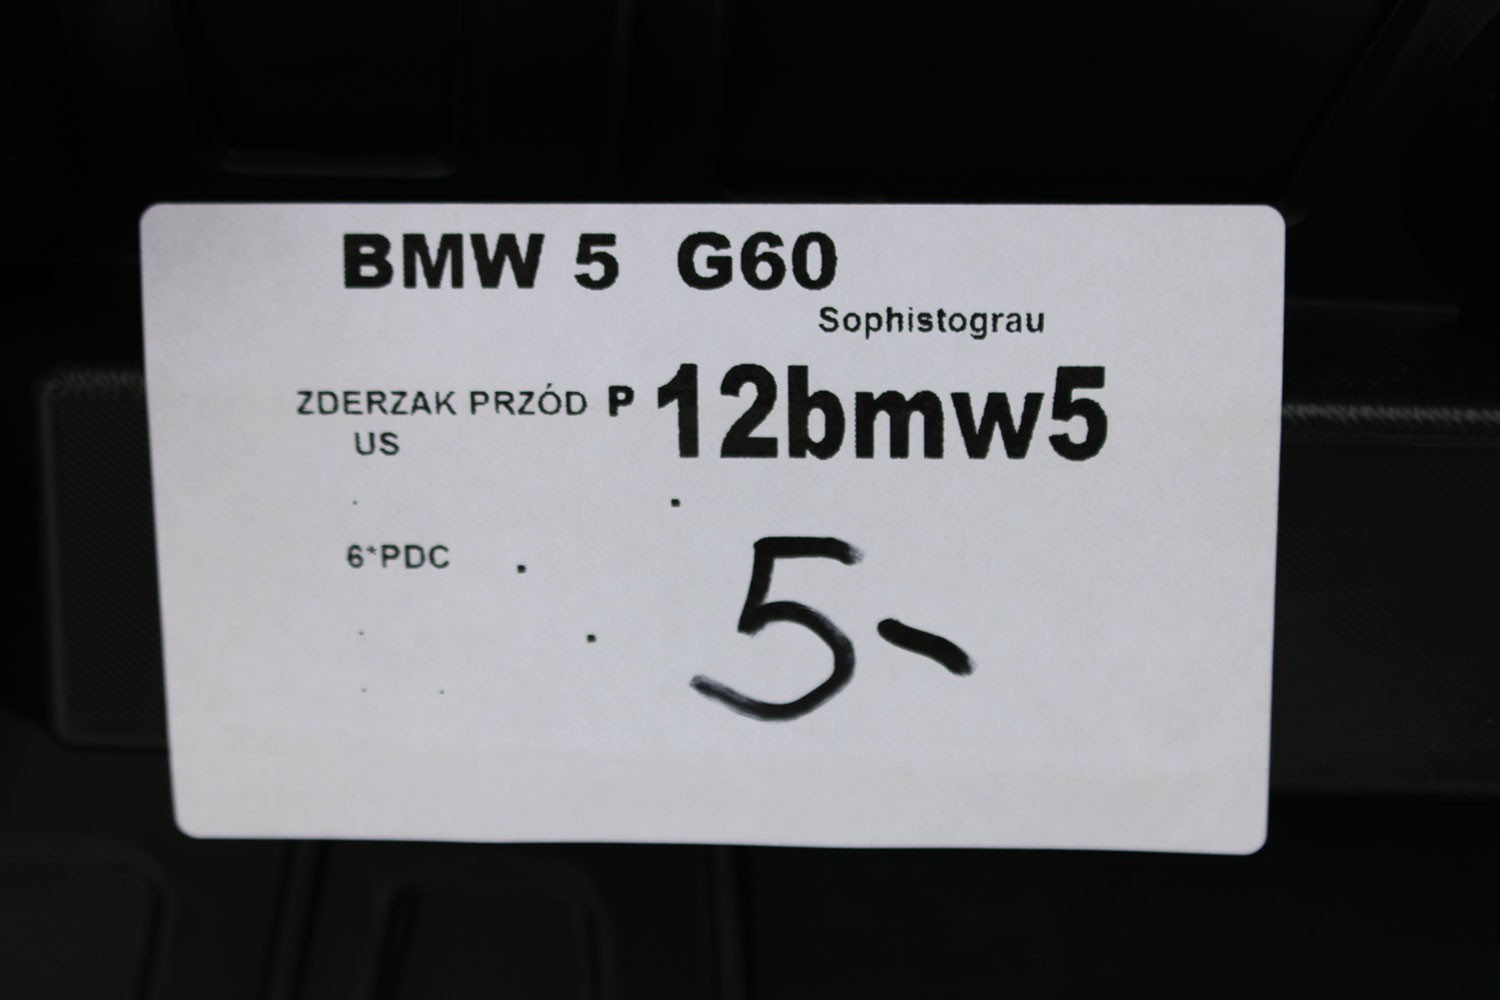 BMW 5 G60
Sophistograu
ZDERZAK PRZÓD P 12bmw5
US
6*PDC
5-